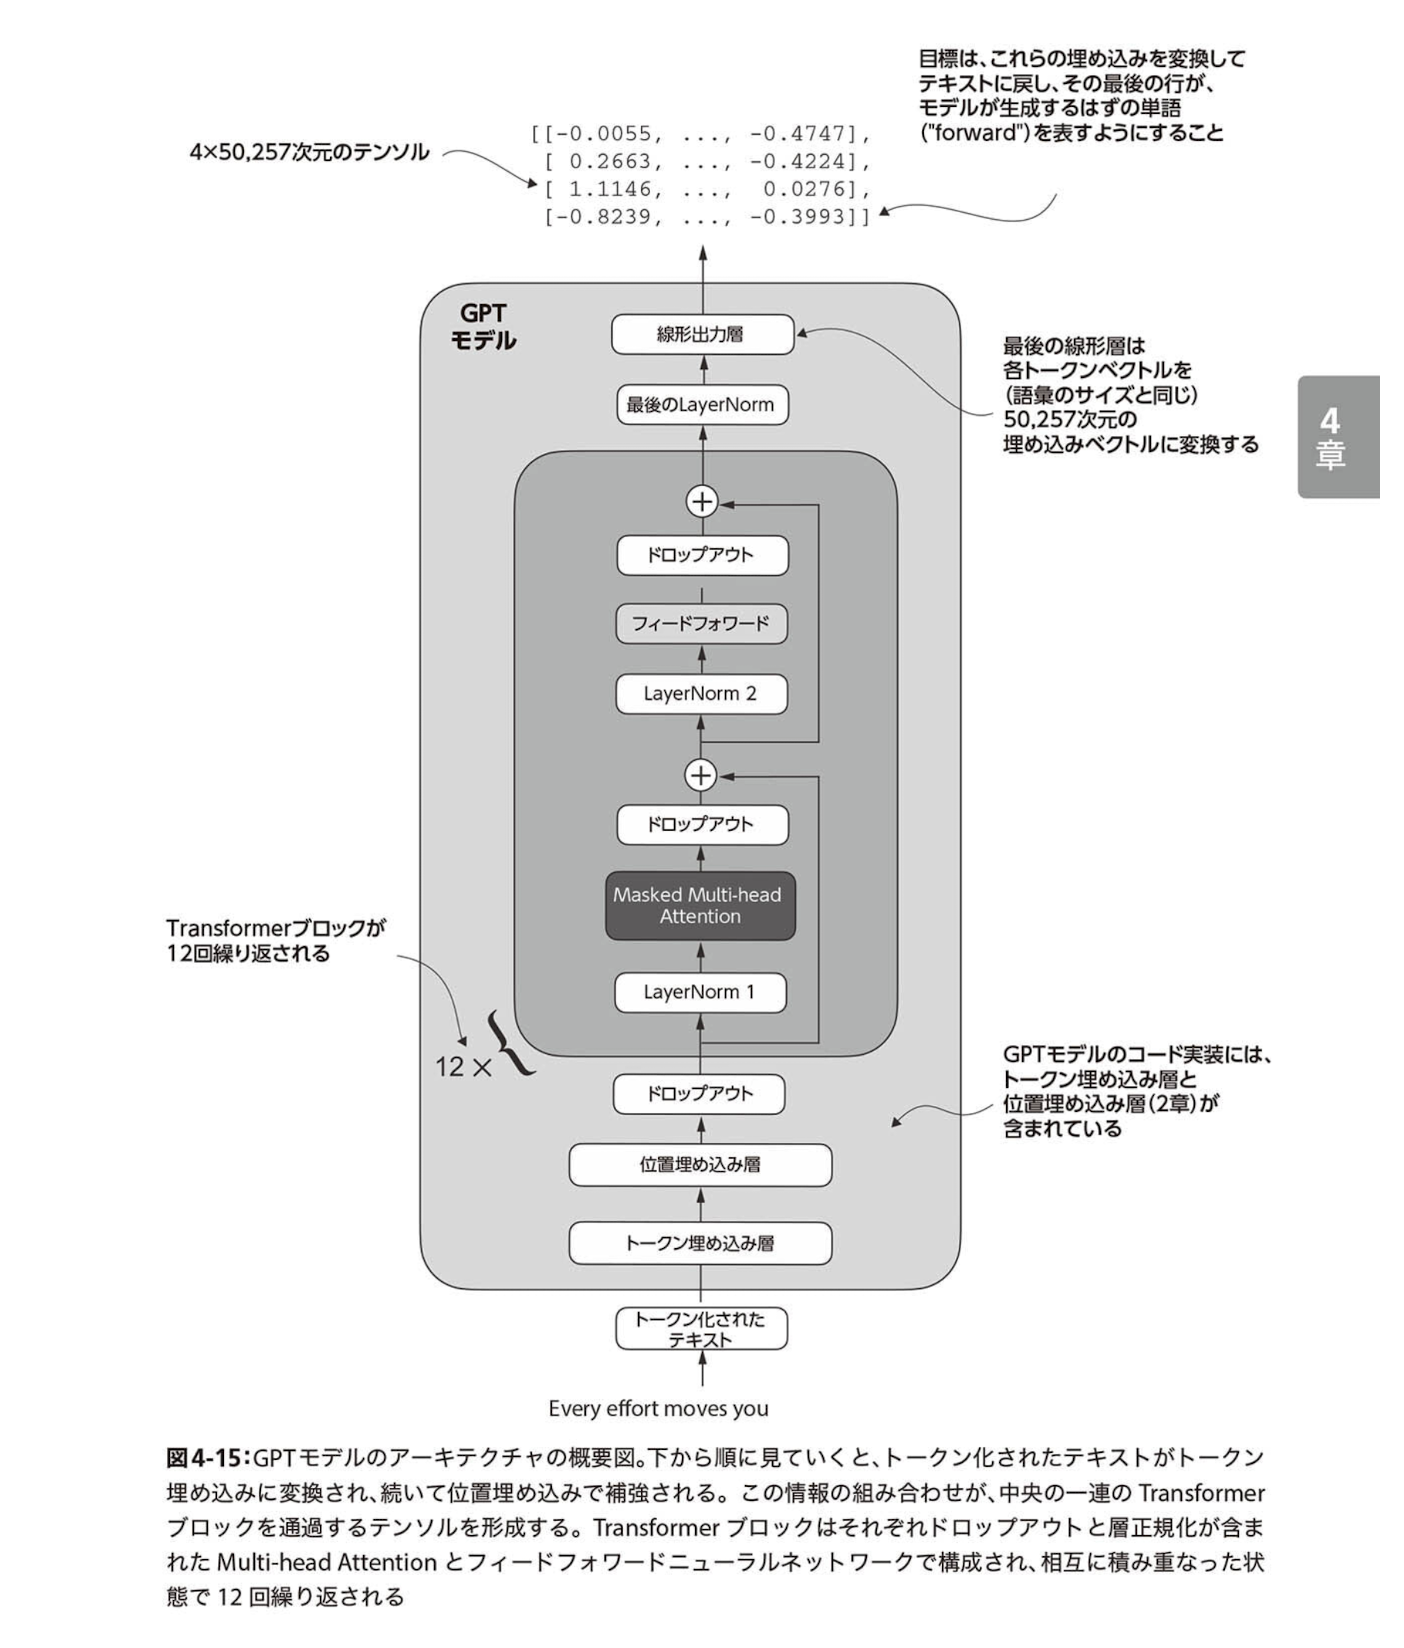 目標は、これらの埋め込みを変換して
テキストに戻し、その最後の行が、
モデルが生成するはずの単語
("forward")を表すようにすること
4×50,257次元のテンソル
[[-0.0055, ..., -0.4747],
[ 0.2663, ..., -0.4224],
[ 1.1146, ..., 0.0276],
[-0.8239, ..., -0.3993]]
GPT
モデル
線形出力層
最後の線形層は
各トークンベクトルを
(語彙のサイズと同じ)
50,257次元の
埋め込みベクトルに変換する
4
章
最後のLayerNorm
+
ドロップアウト
フィードフォワード
LayerNorm 2
+
ドロップアウト
Masked Multi-head
Attention
Transformerブロックが
12回繰り返される
LayerNorm 1
12 × {
GPTモデルのコード実装には、
トークン埋め込み層と
位置埋め込み層(2章)が
含まれている
ドロップアウト
位置埋め込み層
トークン埋め込み層
トークン化された
テキスト
Every effort moves you
図4-15:GPTモデルのアーキテクチャの概要図。下から順に見ていくと、トークン化されたテキストがトークン
埋め込みに変換され、続いて位置埋め込みで補強される。この情報の組み合わせが、中央の一連の Transformer
ブロックを通過するテンソルを形成する。Transformer ブロックはそれぞれドロップアウトと層正規化が含ま
れた Multi-head Attention とフィードフォワードニューラルネットワークで構成され、相互に積み重なった状
態で 12 回繰り返される